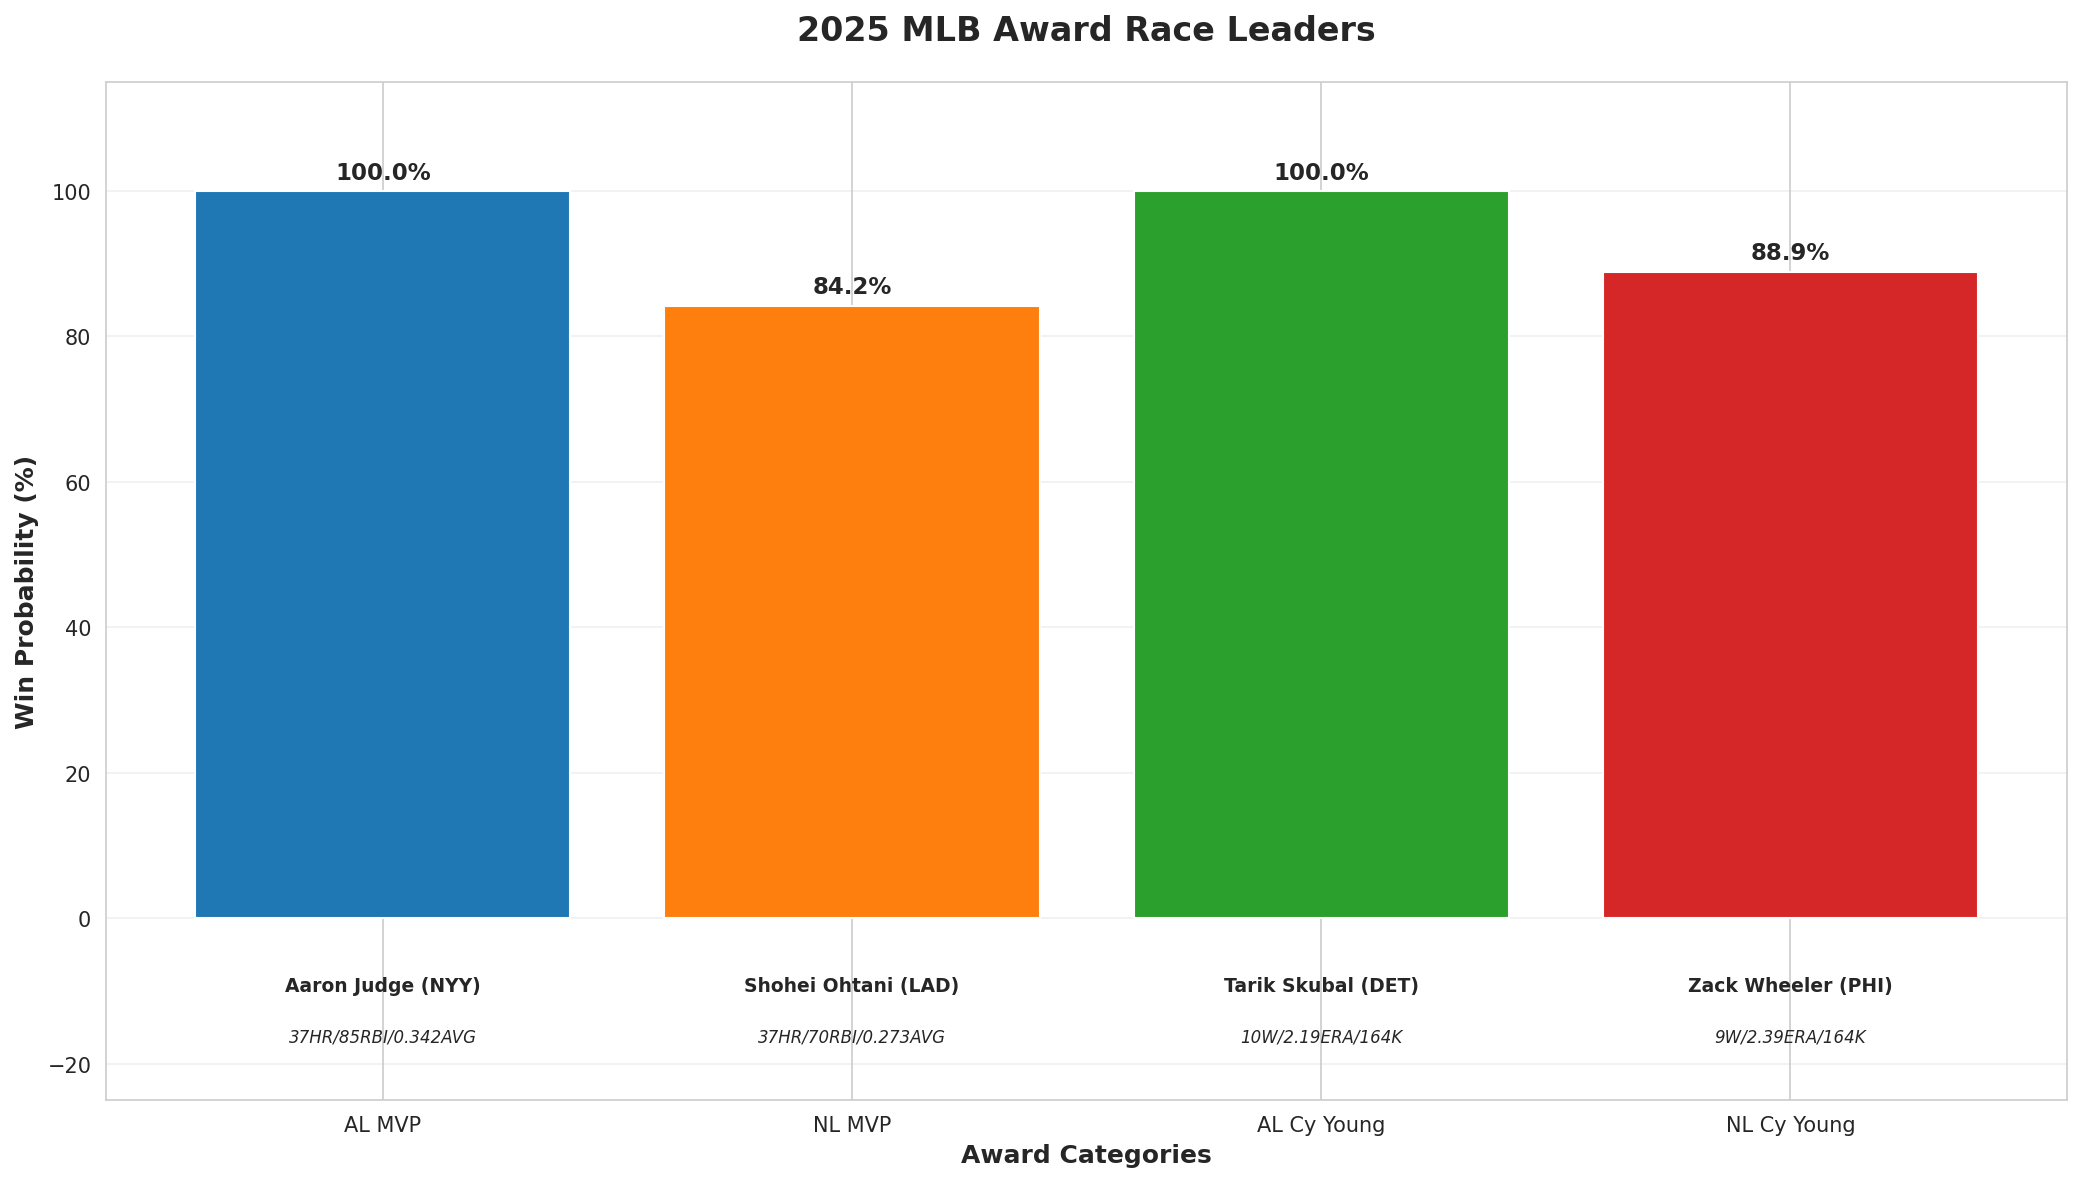 2025 MLB Award Race Leaders
Win Probability (%)
100
80
60
40
20
0
−20
100.0%
84.2%
100.0%
88.9%
Aaron Judge (NYY)
37HR/85RBI/0.342AVG
Shohei Ohtani (LAD)
37HR/70RBI/0.273AVG
Tarik Skubal (DET)
10W/2.19ERA/164K
Zack Wheeler (PHI)
9W/2.39ERA/164K
AL MVP
NL MVP
AL Cy Young
NL Cy Young
Award Categories